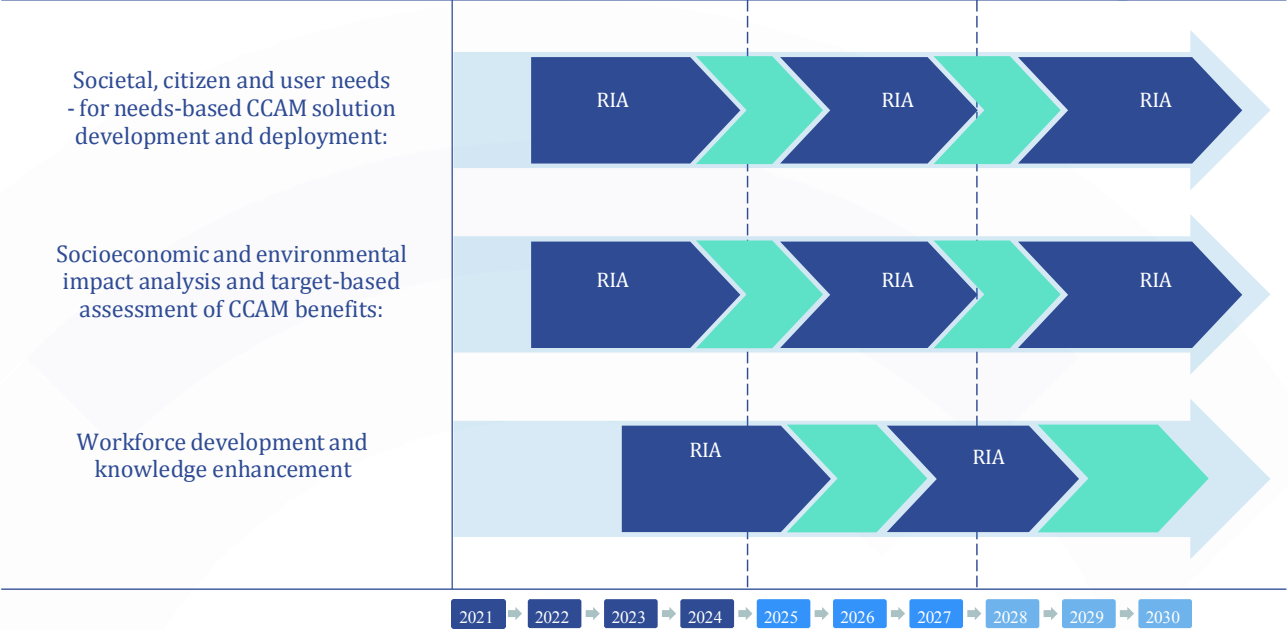 Societal, citizen and user needs
- for needs-based CCAM solution
development and deployment:
RIA
RIA
RIA
Socioeconomic and environmental
impact analysis and target-based
assessment of CCAM benefits:
RIA
RIA
RIA
Workforce development and
knowledge enhancement
RIA
RIA
2021
2022
2023
2024
2025
2026
2027
2028
2029
2030